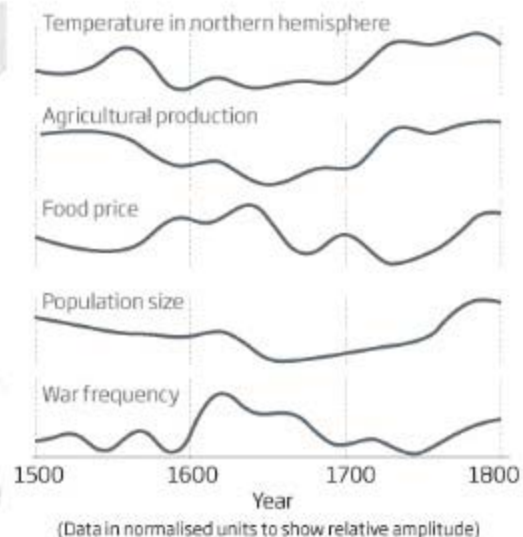 Temperature in northern hemisphere
Agricultural production
Food price
Population size
War frequency
1500 1600 1700 1800
Year
(Data in normalised units to show relative amplitude)